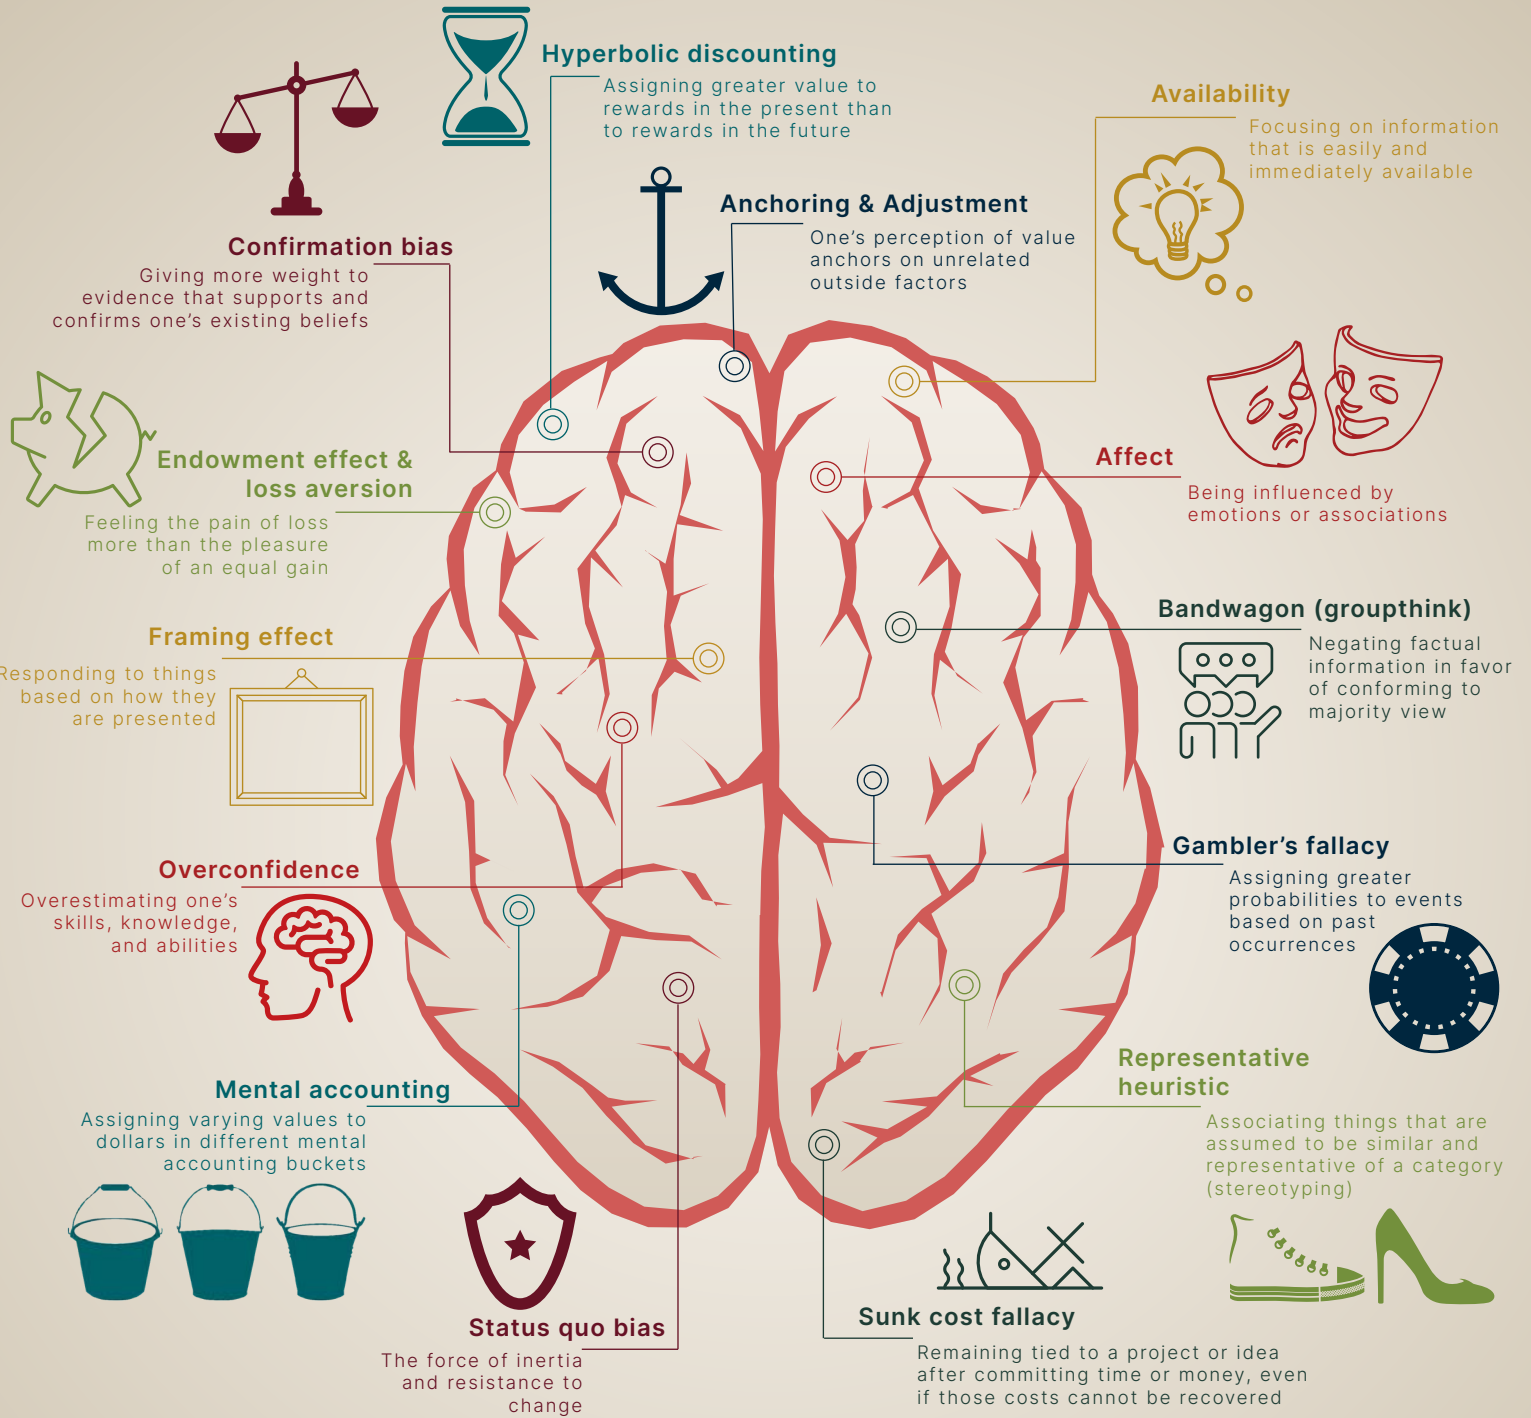 Hyperbolic discounting
Assigning greater value to
rewards in the present than
to rewards in the future
Availability
Focusing on information
that is easily and
immediately available
Anchoring & Adjustment
One's perception of value
anchors on unrelated
outside factors
Confirmation bias
Giving more weight to
evidence that supports and
confirms one's existing beliefs
Endowment effect &
loss aversion
Feeling the pain of loss
more than the pleasure
of an equal gain
Affect
Being influenced by
emotions or associations
Framing effect
Responding to things
based on how they
are presented
Bandwagon (groupthink)
Negating factual
information in favor
of conforming to
majority view
Overconfidence
Overestimating one's
skills, knowledge,
and abilities
Gambler's fallacy
Assigning greater
probabilities to events
based on past
occurrences
Mental accounting
Assigning varying values to
dollars in different mental
accounting buckets
Representative
heuristic
Associating things that are
assumed to be similar and
representative of a category
(stereotyping)
Status quo bias
The force of inertia
and resistance to
change
Sunk cost fallacy
Remaining tied to a project or idea
after committing time or money, even
if those costs cannot be recovered